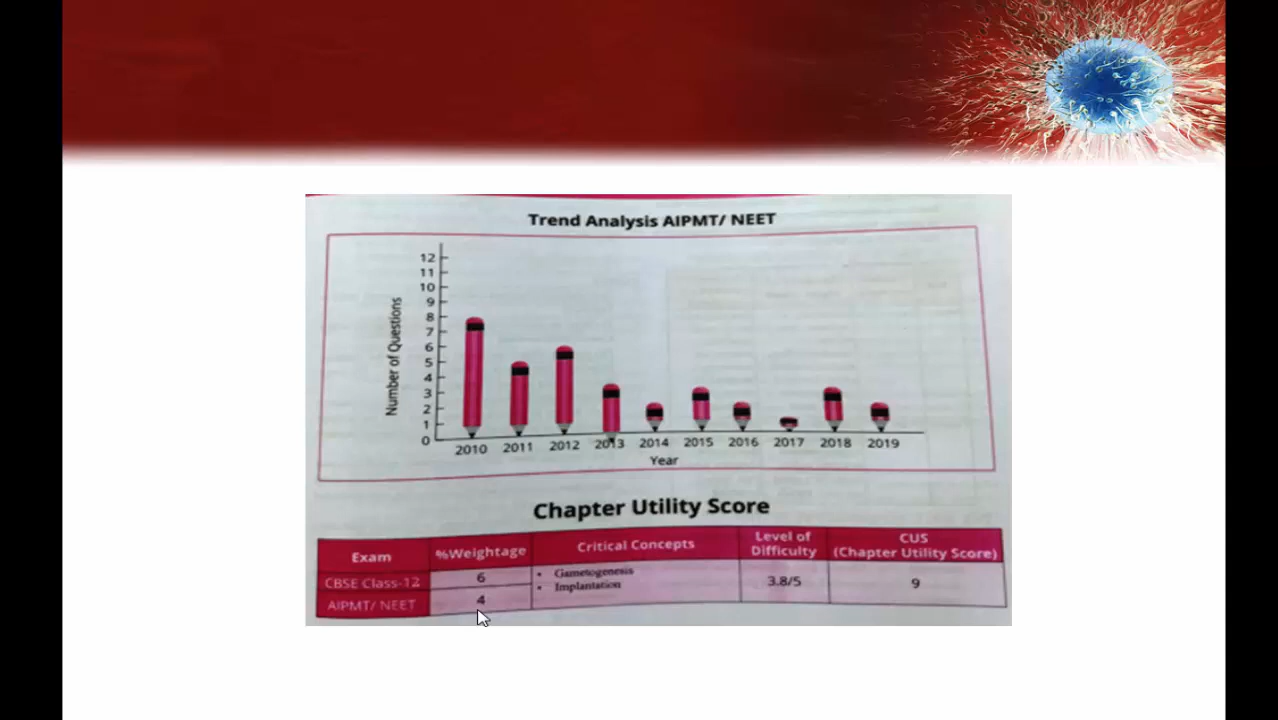 Trend Analysis AIPMT/ NEET
12
11
10
9
8
7
6
5
4
3
2
1
0
Number of Questions
2010 2011 2012 2013 2014 2015 2016 2017 2018 2019
Year
Chapter Utility Score
Exam %Weightage Critical Concepts Level of Difficulty CUS (Chapter Utility Score)
CBSE Class-12 6 • Gametogenesis 3.8/5 9
• Implantation
AIPMT/ NEET 4